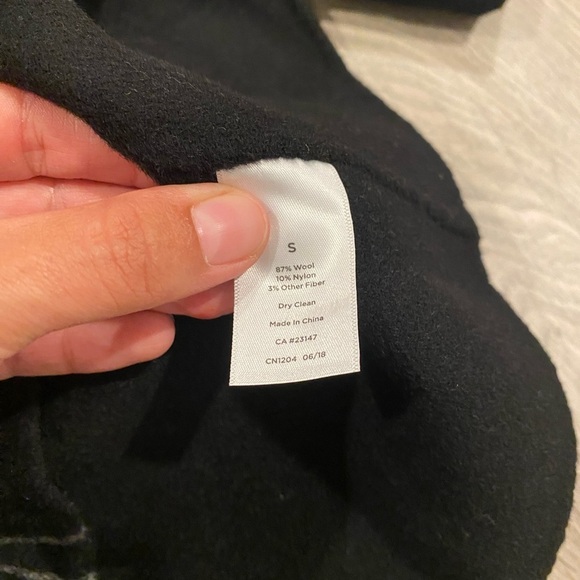 S
87% Wool
10% Nylon
3% Other Fiber
Dry Clean
Made In China
CA #23147
CN1204 06/18